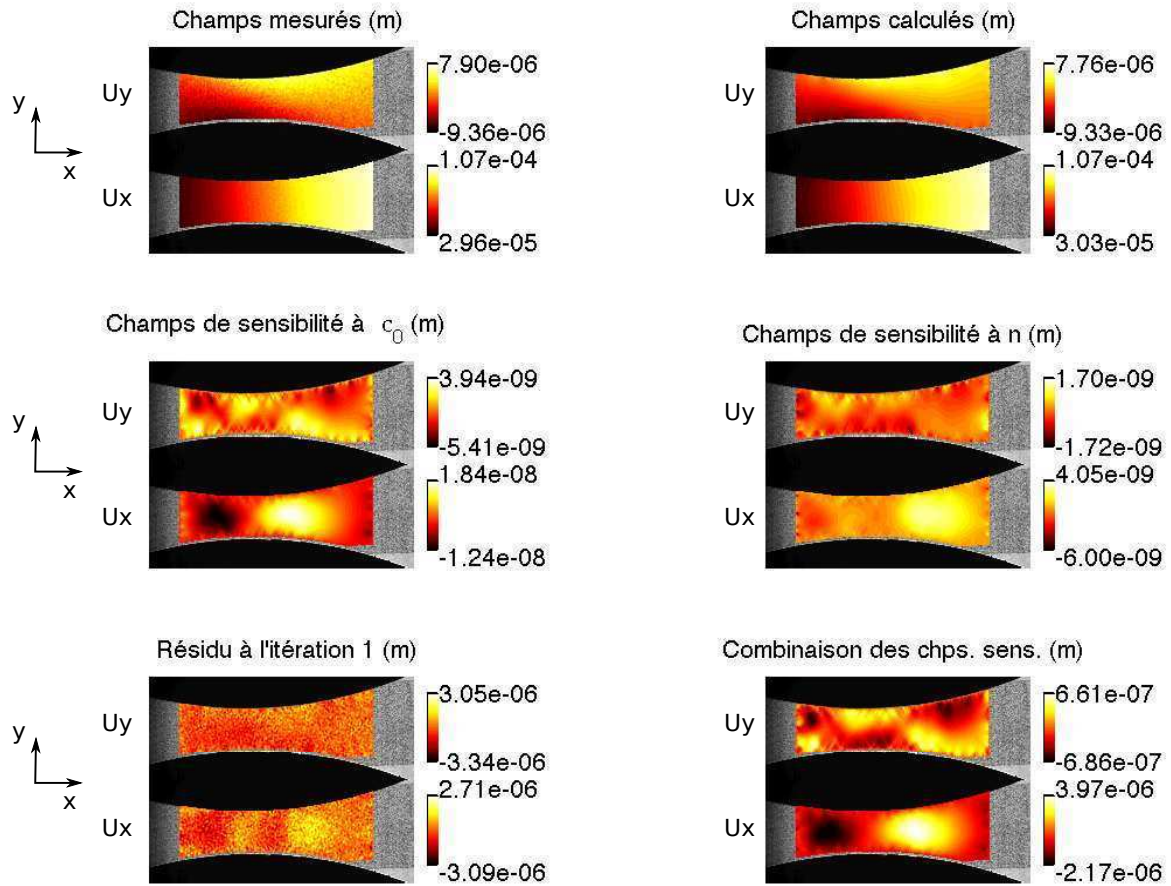 Champs mesurés (m)
Champs calculés (m)
7.90e-06
-9.36e-06
1.07e-04
2.96e-05
Uy
Ux
y
x
7.76e-06
-9.33e-06
1.07e-04
3.03e-05
Uy
Ux
Champs de sensibilité à c0 (m)
Champs de sensibilité à n (m)
3.94e-09
-5.41e-09
1.84e-08
-1.24e-08
Uy
Ux
y
x
1.70e-09
-1.72e-09
4.05e-09
-6.00e-09
Uy
Ux
Résidu à l'itération 1 (m)
Combinaison des chps. sens. (m)
3.05e-06
-3.34e-06
2.71e-06
-3.09e-06
Uy
Ux
y
x
6.61e-07
-6.86e-07
3.97e-06
-2.17e-06
Uy
Ux